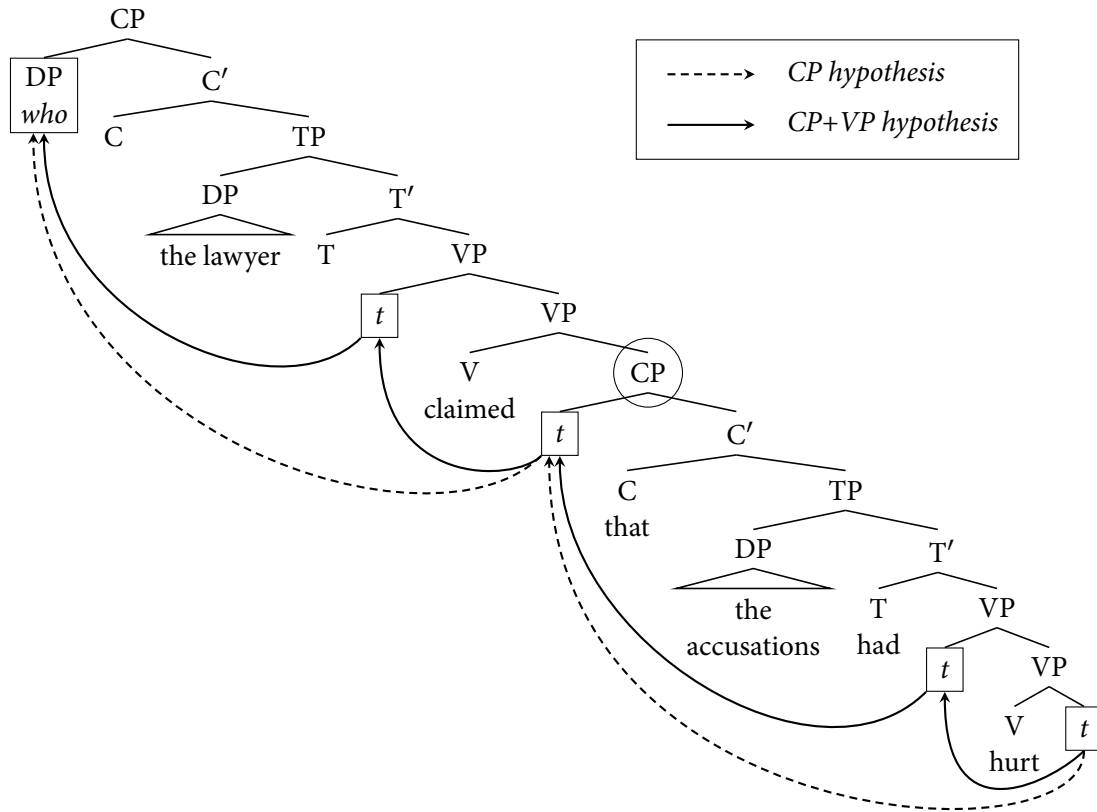 CP
DP
who
C′
C
TP
DP
the lawyer
T′
T
VP
t
VP
V
claimed
CP
t
C′
C
that
TP
DP
the
accusations
T′
T
had
VP
t
VP
V
hurt
t
CP hypothesis
CP+VP hypothesis